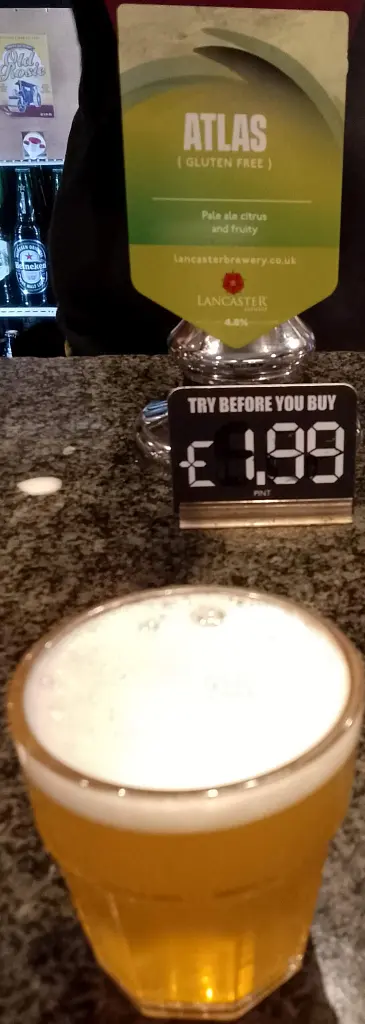 Old
Rosie
ATLAS
( GLUTEN FREE )
Pale ale citrus
and fruity
lancasterbrewery.co.uk
LANCASTER
4.8%
Heineken
TRY BEFORE YOU BUY
£1.99
PINT